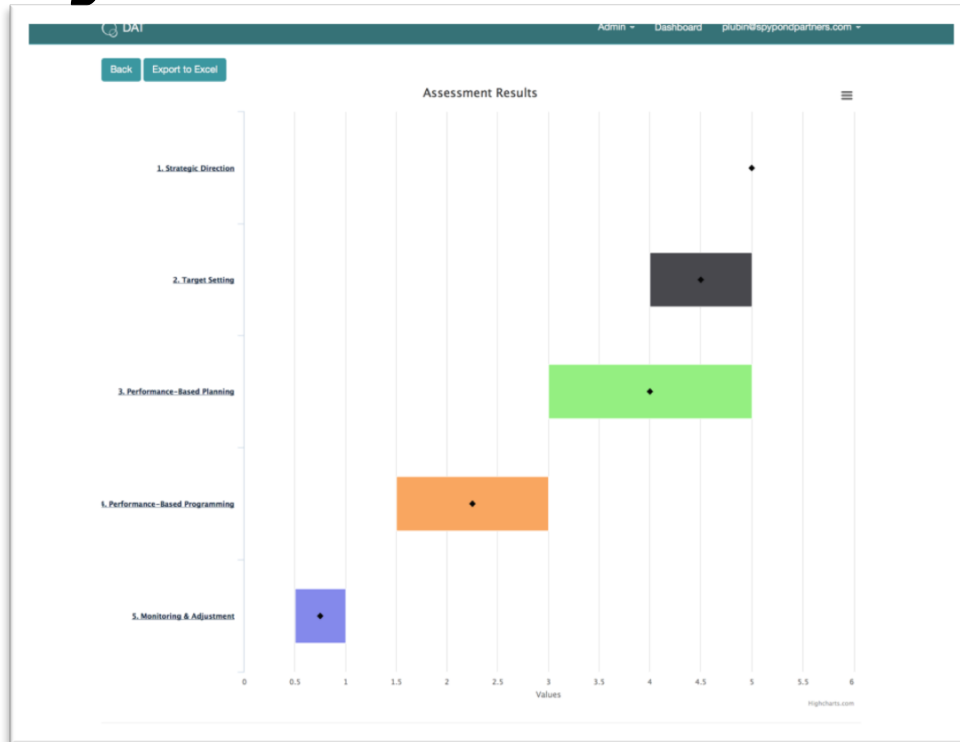 DAT
Admin
Dashboard
plubin@spypondpartners.com
Back
Export to Excel
Assessment Results
1. Strategic Direction
2. Target Setting
3. Performance-Based Planning
4. Performance-Based Programming
5. Monitoring & Adjustment
0 0.5 1 1.5 2 2.5 3 3.5 4 4.5 5 5.5 6
Values
Highcharts.com